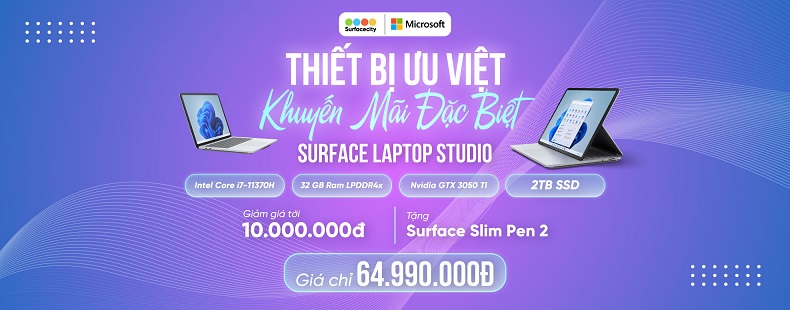 Surfacecity
Microsoft
THIẾT BỊ ƯU VIỆT
Khuyến Mãi Đặc Biệt
SURFACE LAPTOP STUDIO
Intel Core i7-11370H
32 GB Ram LPDDR4x
Nvidia GTX 3050 TI
2TB SSD
Giảm giá tới
10.000.000đ
Tặng
Surface Slim Pen 2
Giá chỉ 64.990.000Đ